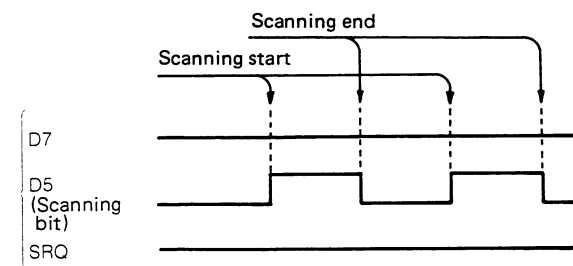 Scanning end
Scanning start
D7
D5
(Scanning
bit)
SRQ